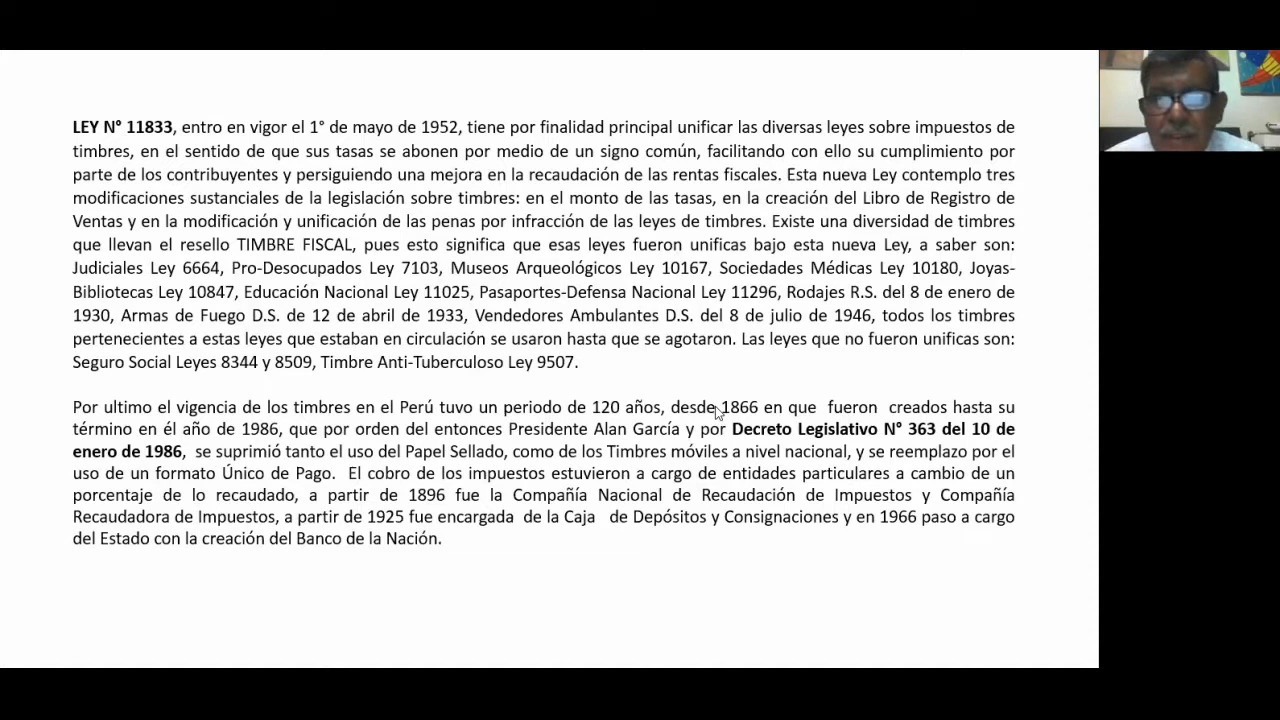 LEY N° 11833, entro en vigor el 1° de mayo de 1952, tiene por finalidad principal unificar las diversas leyes sobre impuestos de
timbres, en el sentido de que sus tasas se abonen por medio de un signo común, facilitando con ello su cumplimiento por
parte de los contribuyentes y persiguiendo una mejora en la recaudación de las rentas fiscales. Esta nueva Ley contemplo tres
modificaciones sustanciales de la legislación sobre timbres: en el monto de las tasas, en la creación del Libro de Registro de
Ventas y en la modificación y unificación de las penas por infracción de las leyes de timbres. Existe una diversidad de timbres
que llevan el resello TIMBRE FISCAL, pues esto significa que esas leyes fueron unificas bajo esta nueva Ley, a saber son:
Judiciales Ley 6664, Pro-Desocupados Ley 7103, Museos Arqueológicos Ley 10167, Sociedades Médicas Ley 10180, Joyas-
Bibliotecas Ley 10847, Educación Nacional Ley 11025, Pasaportes-Defensa Nacional Ley 11296, Rodajes R.S. del 8 de enero de
1930, Armas de Fuego D.S. de 12 de abril de 1933, Vendedores Ambulantes D.S. del 8 de julio de 1946, todos los timbres
pertenecientes a estas leyes que estaban en circulación se usaron hasta que se agotaron. Las leyes que no fueron unificas son:
Seguro Social Leyes 8344 y 8509, Timbre Anti-Tuberculoso Ley 9507.
Por ultimo el vigencia de los timbres en el Perú tuvo un periodo de 120 años, desde 1866 en que fueron creados hasta su
término en él año de 1986, que por orden del entonces Presidente Alan García y por Decreto Legislativo N° 363 del 10 de
enero de 1986, se suprimió tanto el uso del Papel Sellado, como de los Timbres móviles a nivel nacional, y se reemplazo por el
uso de un formato Único de Pago. El cobro de los impuestos estuvieron a cargo de entidades particulares a cambio de un
porcentaje de lo recaudado, a partir de 1896 fue la Compañía Nacional de Recaudación de Impuestos y Compañía
Recaudadora de Impuestos, a partir de 1925 fue encargada de la Caja de Depósitos y Consignaciones y en 1966 paso a cargo
del Estado con la creación del Banco de la Nación.